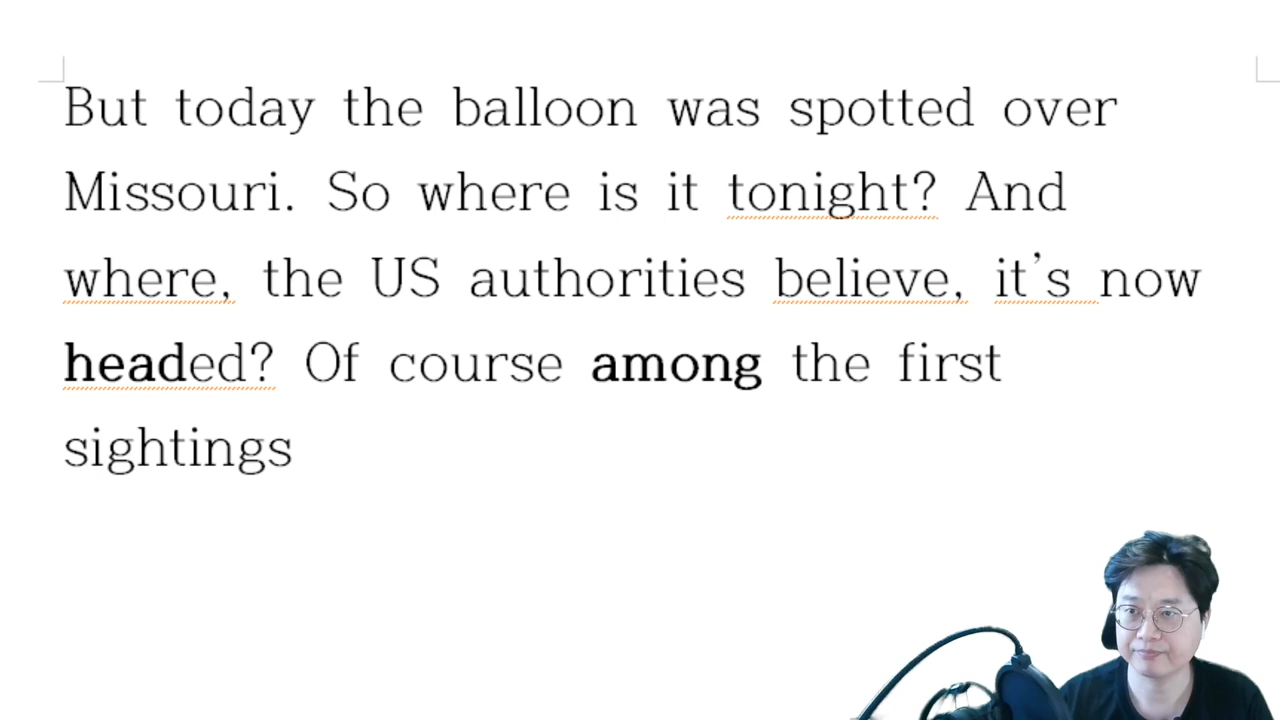 But today the balloon was spotted over
Missouri. So where is it tonight? And
where, the US authorities believe, it's now
headed? Of course among the first
sightings